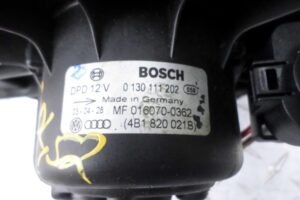 BOSCH
DPD 12 V 0 130 111 202
Made in Germany
MF 016070-0362
(4B1 820 021B)